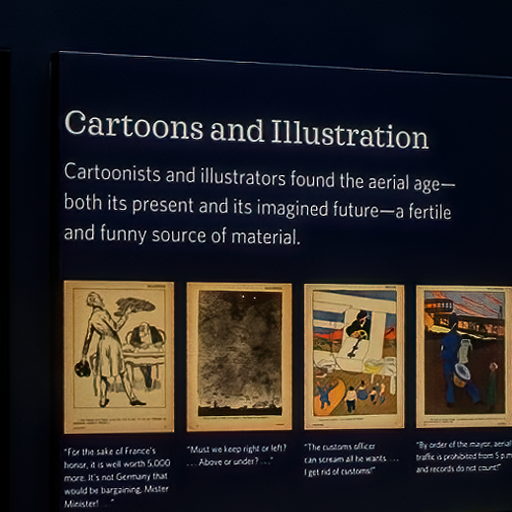 Cartoons and Illustration
Cartoonists and illustrators found the aerial age—
both its present and its imagined future—a fertile
and funny source of material.
"For the sake of France's
honor, it is well worth 5,000
more. It's not Germany that
would be bargaining, Mister
Minister! . . ."
"Must we keep right or left?
. . . Above or under? . . ."
"The customs officer
can scream all he wants . . .
I get rid of customs!"
"By order of the mayor, aerial
traffic is prohibited from 5 p.m.
and records do not count!"